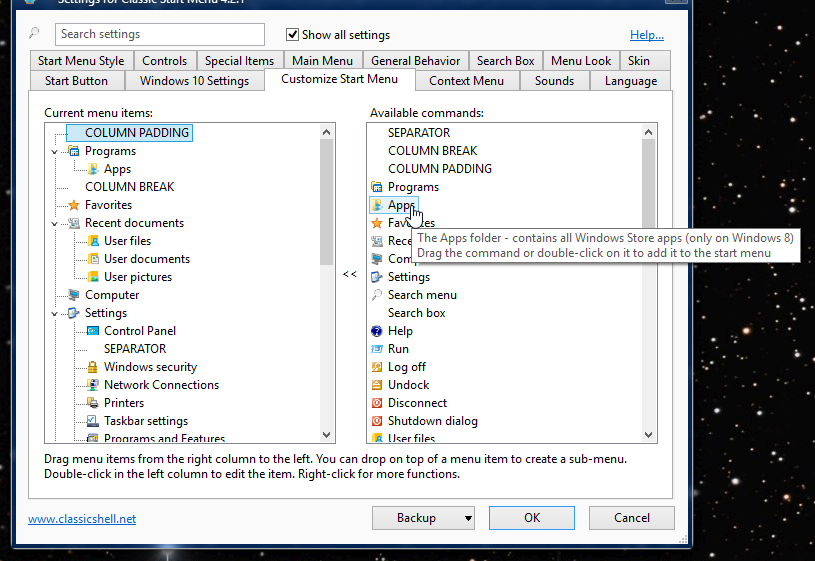 Settings for Classic Start Menu 4.2.1
Search settings
Show all settings
Help...
Start Menu Style
Controls
Special Items
Main Menu
General Behavior
Search Box
Menu Look
Skin
Start Button
Windows 10 Settings
Customize Start Menu
Context Menu
Sounds
Language
Current menu items:
COLUMN PADDING
Programs
Apps
COLUMN BREAK
Favorites
Recent documents
User files
User documents
User pictures
Computer
Settings
Control Panel
SEPARATOR
Windows security
Network Connections
Printers
Taskbar settings
Programs and Features
<<
Available commands:
SEPARATOR
COLUMN BREAK
COLUMN PADDING
Programs
Apps
The Apps folder - contains all Windows Store apps (only on Windows 8)
Drag the command or double-click on it to add it to the start menu
Settings
Search menu
Search box
Help
Run
Log off
Undock
Disconnect
Shutdown dialog
User files
Drag menu items from the right column to the left. You can drop on top of a menu item to create a sub-menu.
Double-click in the left column to edit the item. Right-click for more functions.
www.classicshell.net
Backup
OK
Cancel